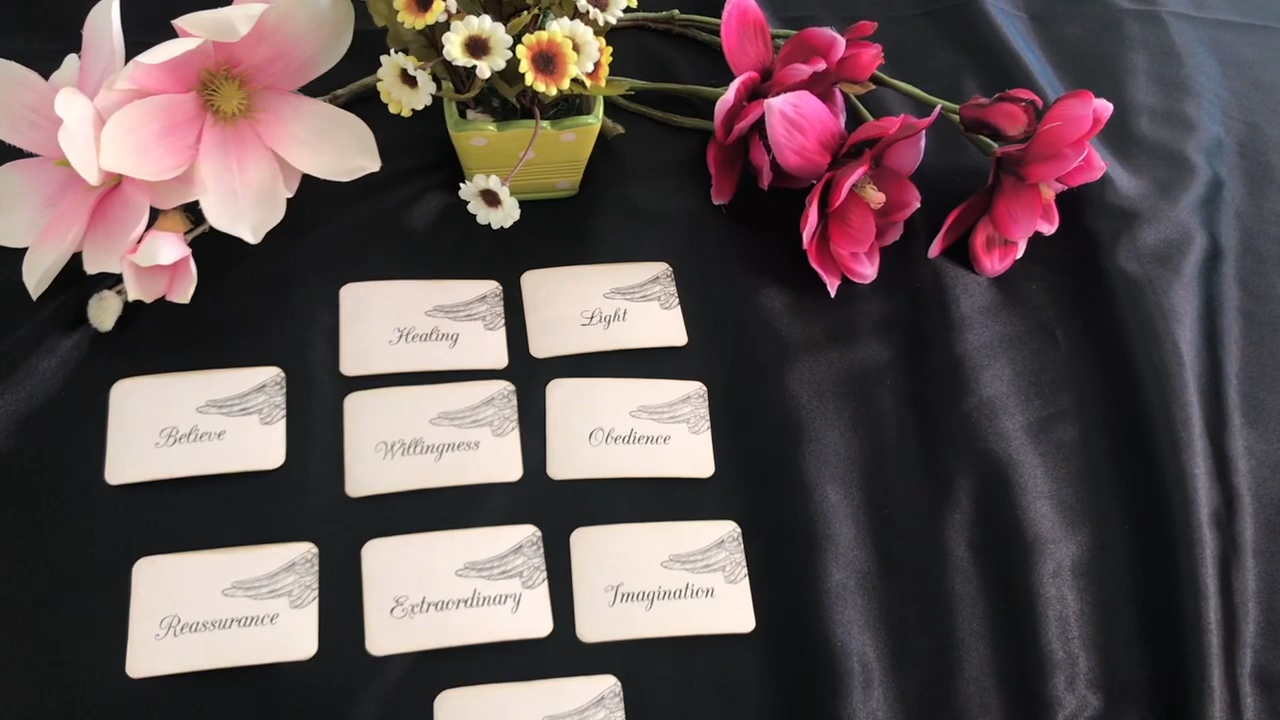 Healing
Light
Believe
Willingness
Obedience
Reassurance
Extraordinary
Imagination